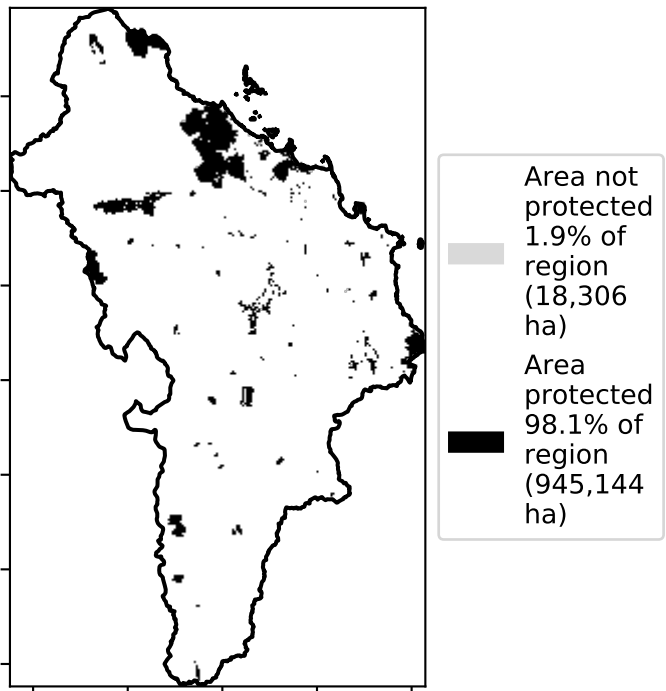 Area not
protected
1.9% of
region
(18,306
ha)
Area
protected
98.1% of
region
(945,144
ha)